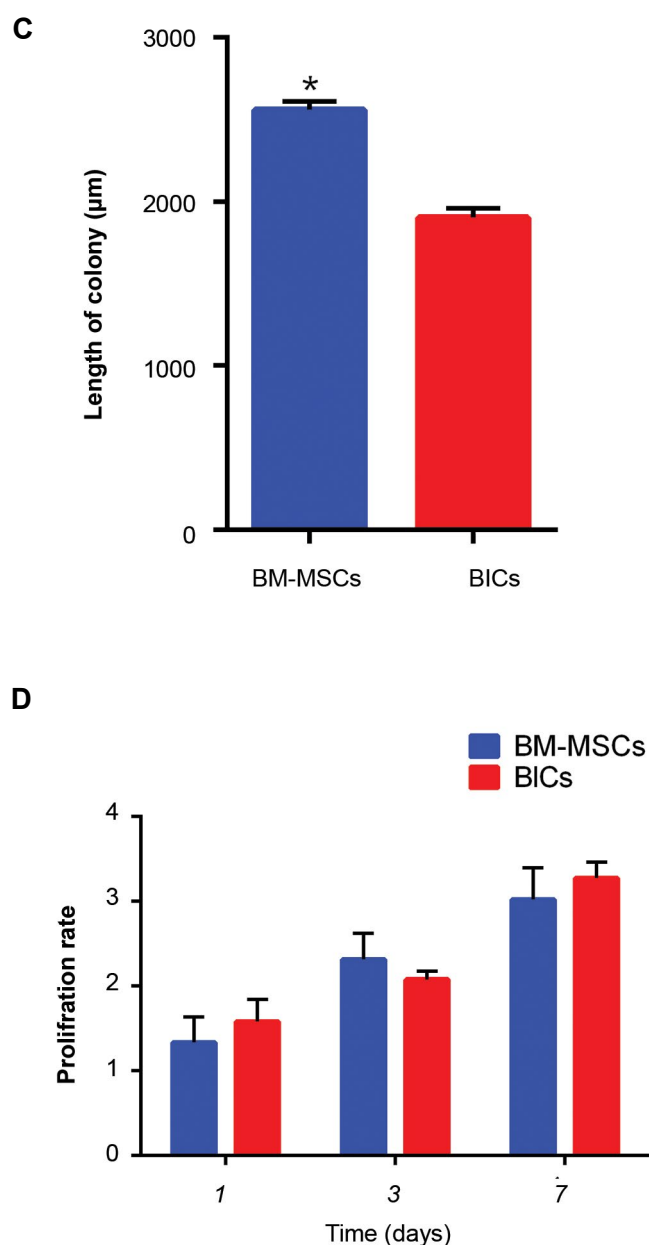 C
3000
2000
1000
0
Length of colony (µm)
*
BM-MSCs BICs
D
BM-MSCs
BICs
4
3
2
1
0
Prolifration rate
1 3 7
Time (days)